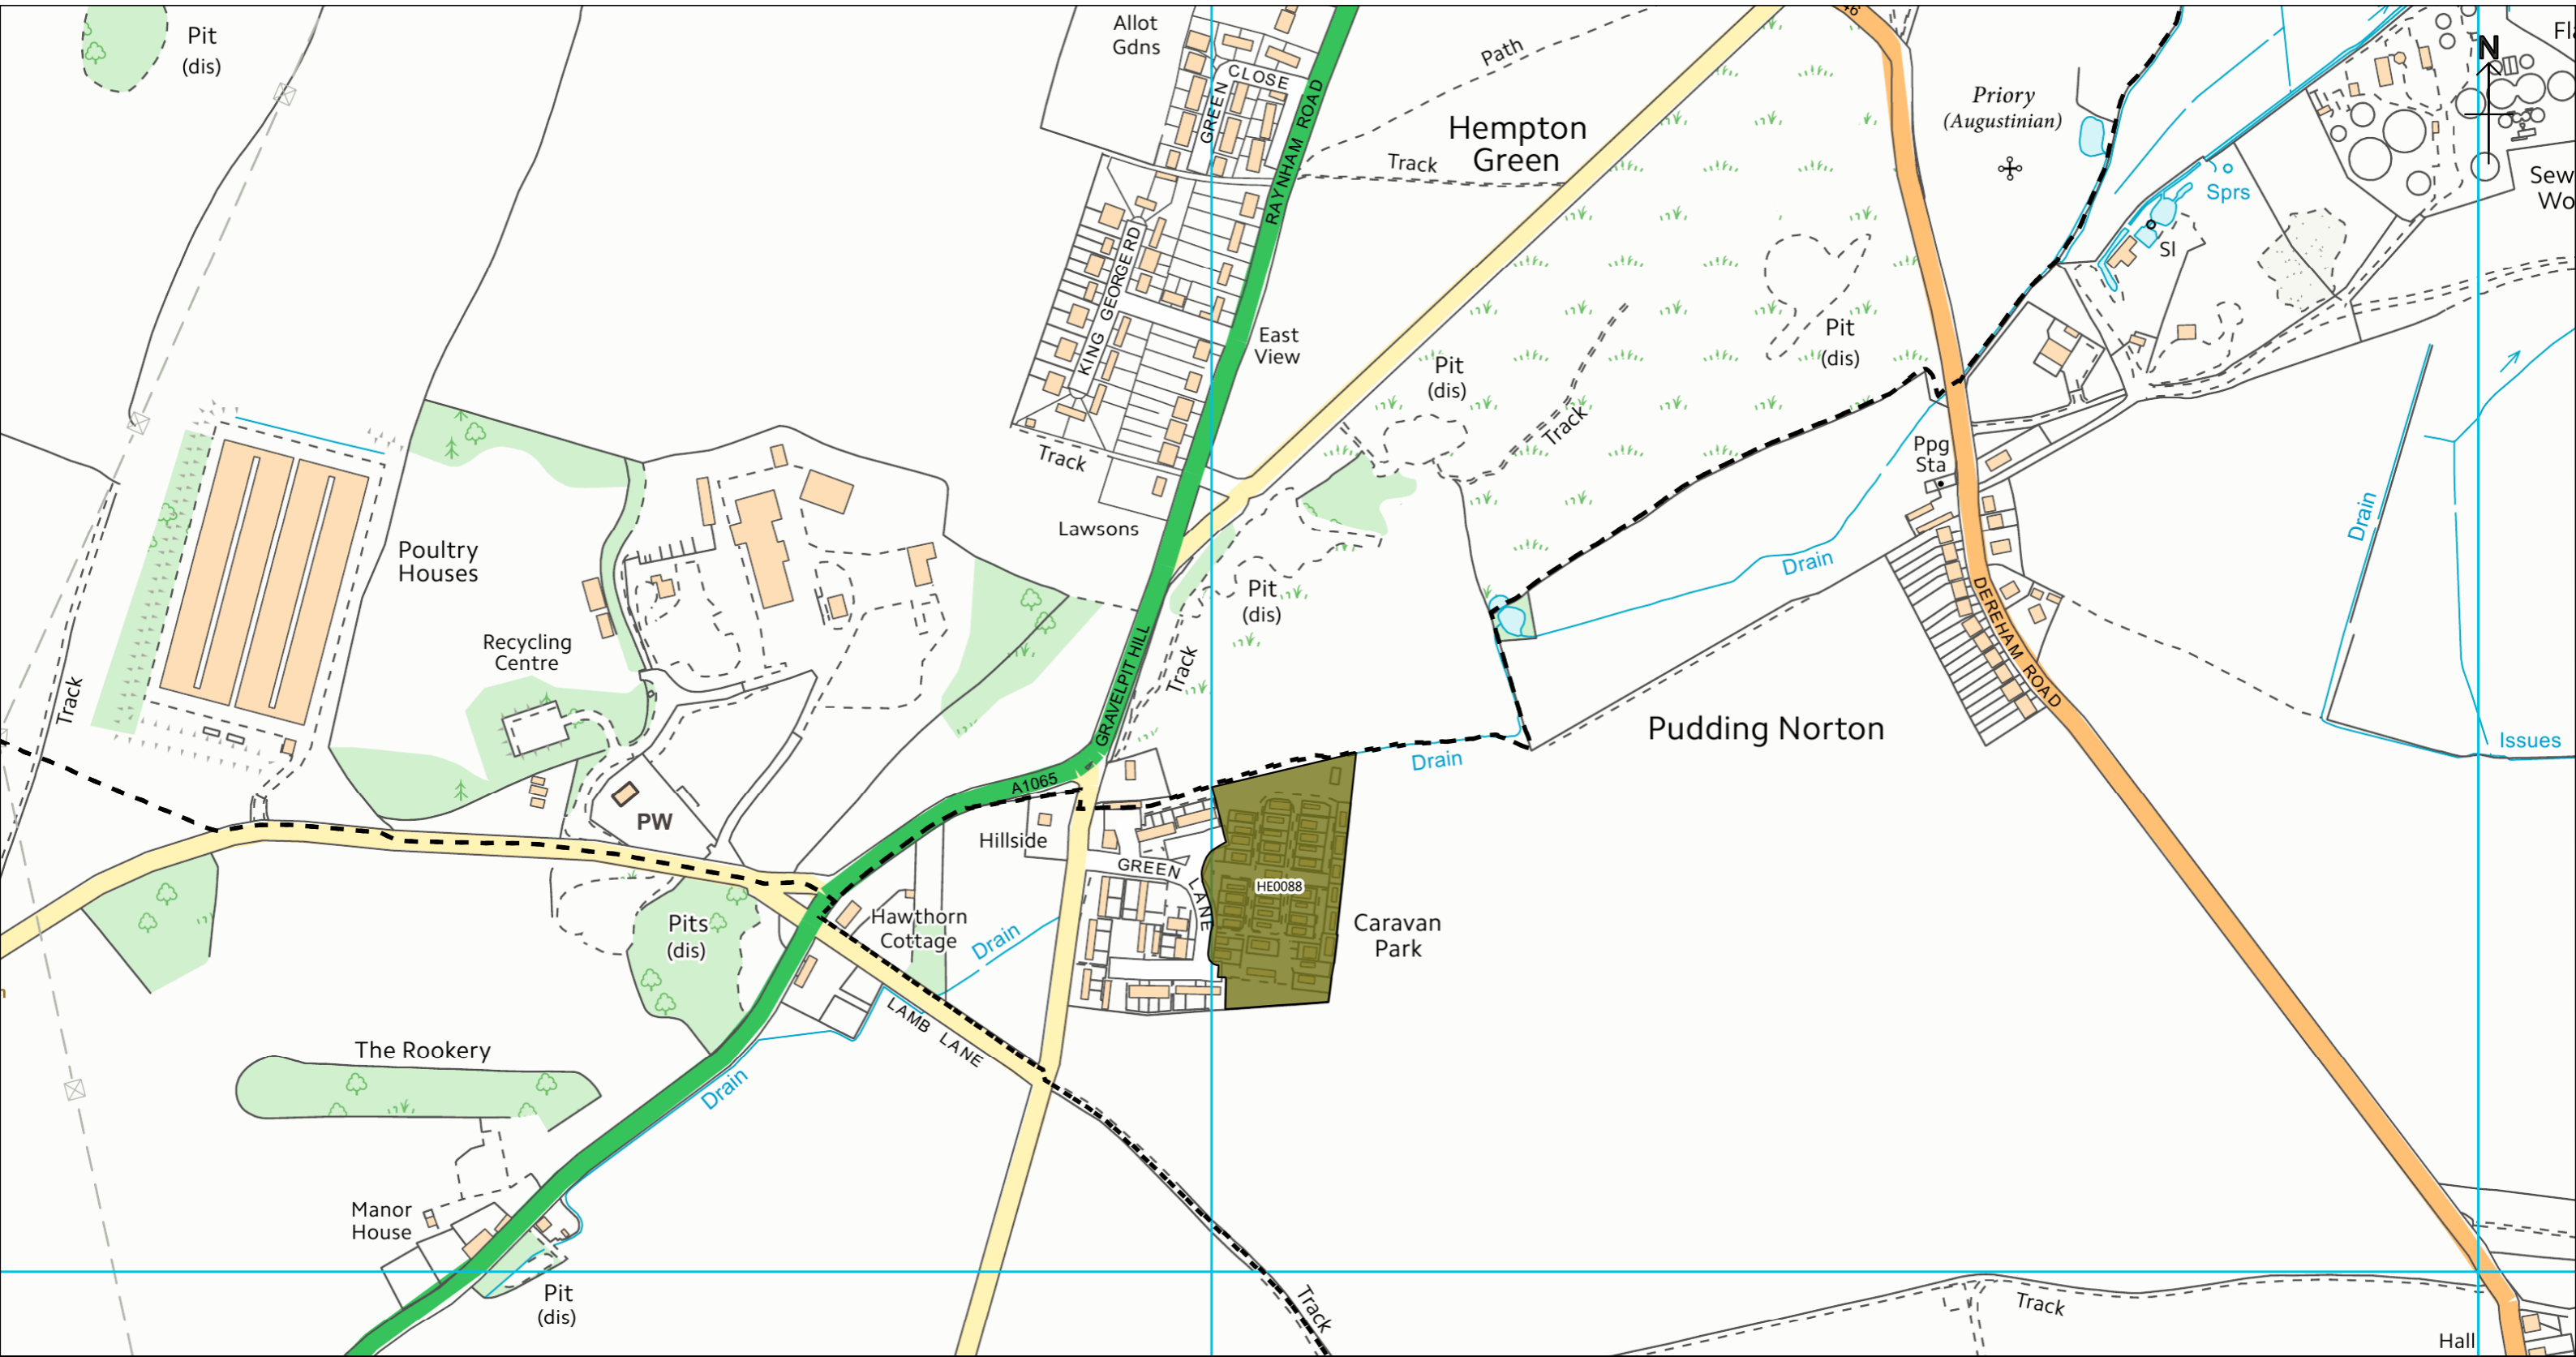 Pit
(dis)
Allot
Gdns
GREEN
CLOSE
RAYNHAM ROAD
Path
Track
Hempton
Green
Priory
(Augustinian)
N
Sprs
SI
KING GEORGE RD
East
View
Pit
(dis)
Pit
(dis)
Track
Track
Lawsons
Ppg
Sta
Drain
Poultry
Houses
Recycling
Centre
Pit
(dis)
Drain
DEREHAM ROAD
Track
GRAVELPIT HILL
Track
Pudding Norton
Issues
Drain
A1065
PW
Hillside
GREEN LANE
HE0088
Caravan
Park
Pits
(dis)
Hawthorn
Cottage
Drain
LAMB LANE
The Rookery
Drain
Manor
House
Pit
(dis)
Track
Track
Hall